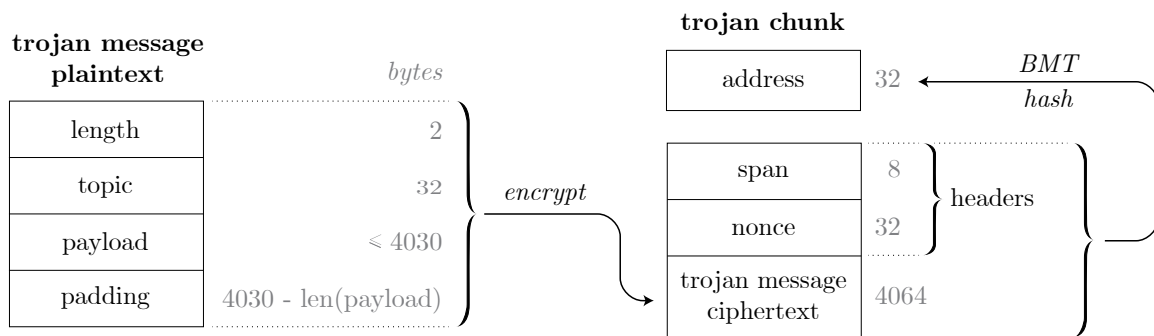 trojan message
plaintext
bytes
length
2
topic
32
payload
⩽ 4030
padding
4030 - len(payload)
encrypt
trojan chunk
address
32
BMT
hash
span
8
nonce
32
headers
trojan message
ciphertext
4064